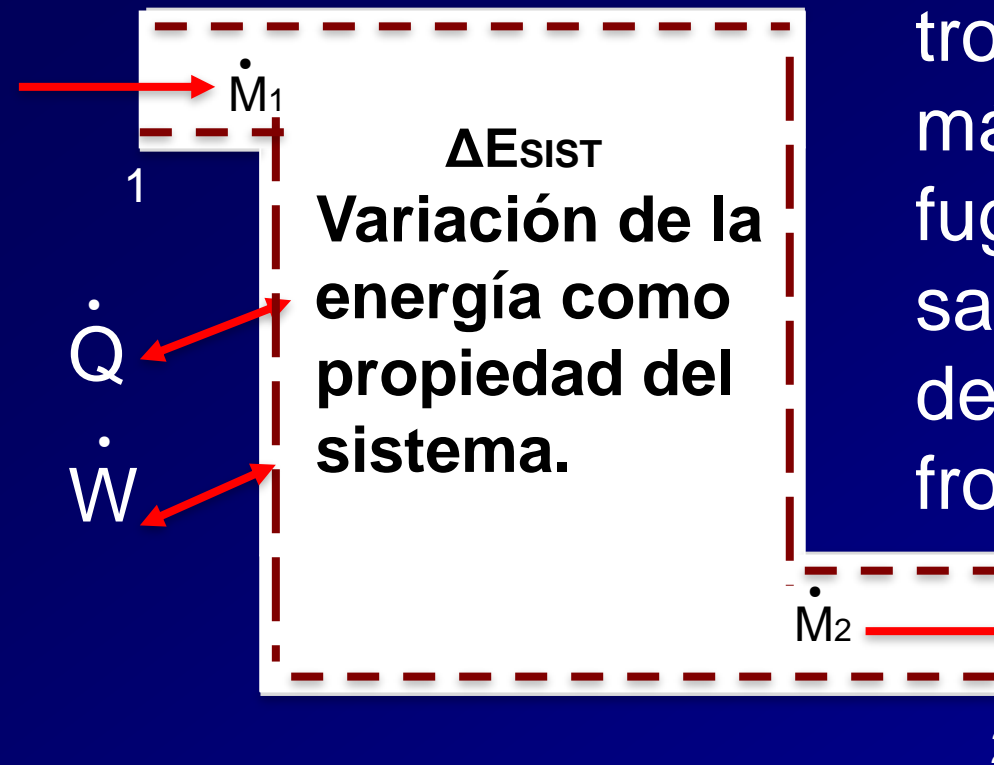 Ṁ1
ΔESIST
1
Variación de la
energía como
propiedad del
sistema.
Q̇
Ẇ
Ṁ2